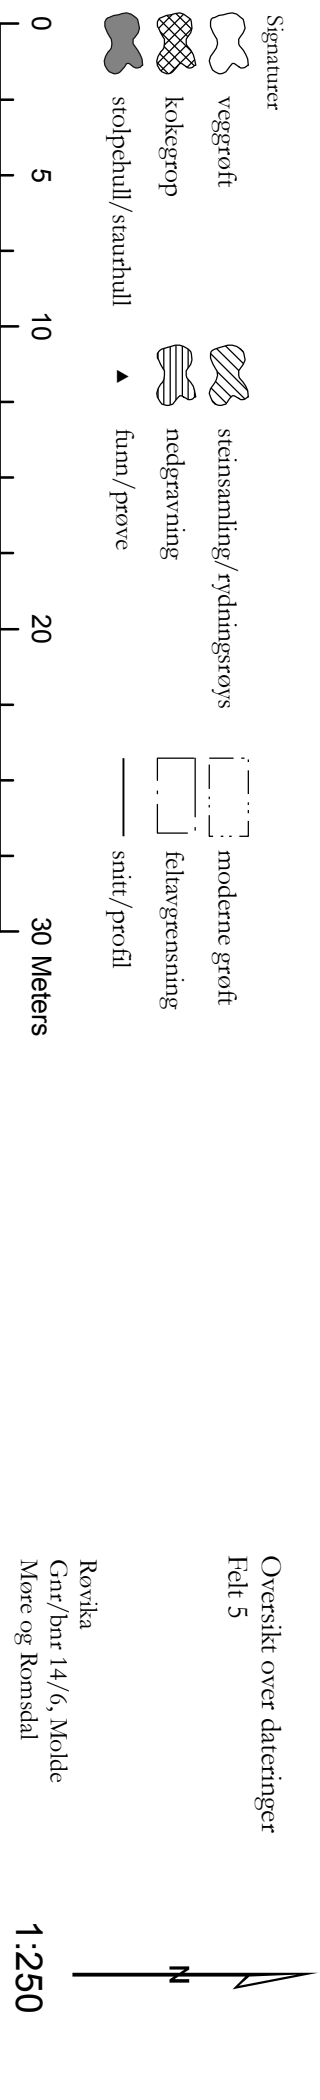 Signaturer
veggrøft
kokegrop
stolpehull/staurhull
steinsamling/rydningsrøys
nedgravning
funn/prøve
moderne grøft
feltavgrensning
snitt/profil
0 5 10 20 30 Meters
Oversikt over dateringer
Felt 5
Røvika
Gnr/bnr 14/6, Molde
Møre og Romsdal
N
1:250